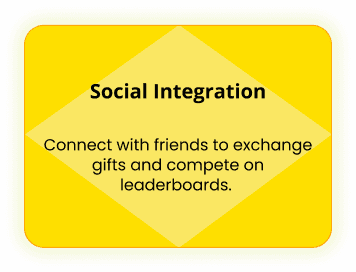 Social Integration
Connect with friends to exchange
gifts and compete on
leaderboards.